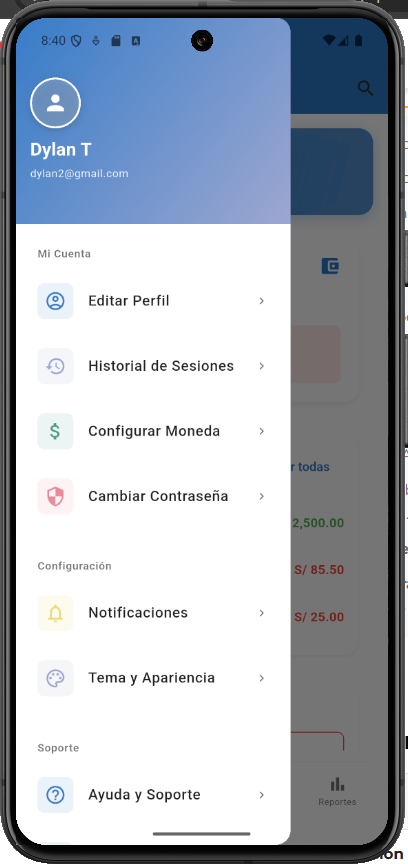 8:40
Dylan T
dylan2@gmail.com
Mi Cuenta
Editar Perfil
Historial de Sesiones
Configurar Moneda
r todas
Cambiar Contraseña
2,500.00
Configuración
S/ 85.50
Notificaciones
S/ 25.00
Tema y Apariencia
Soporte
Ayuda y Soporte
Reportes
ion